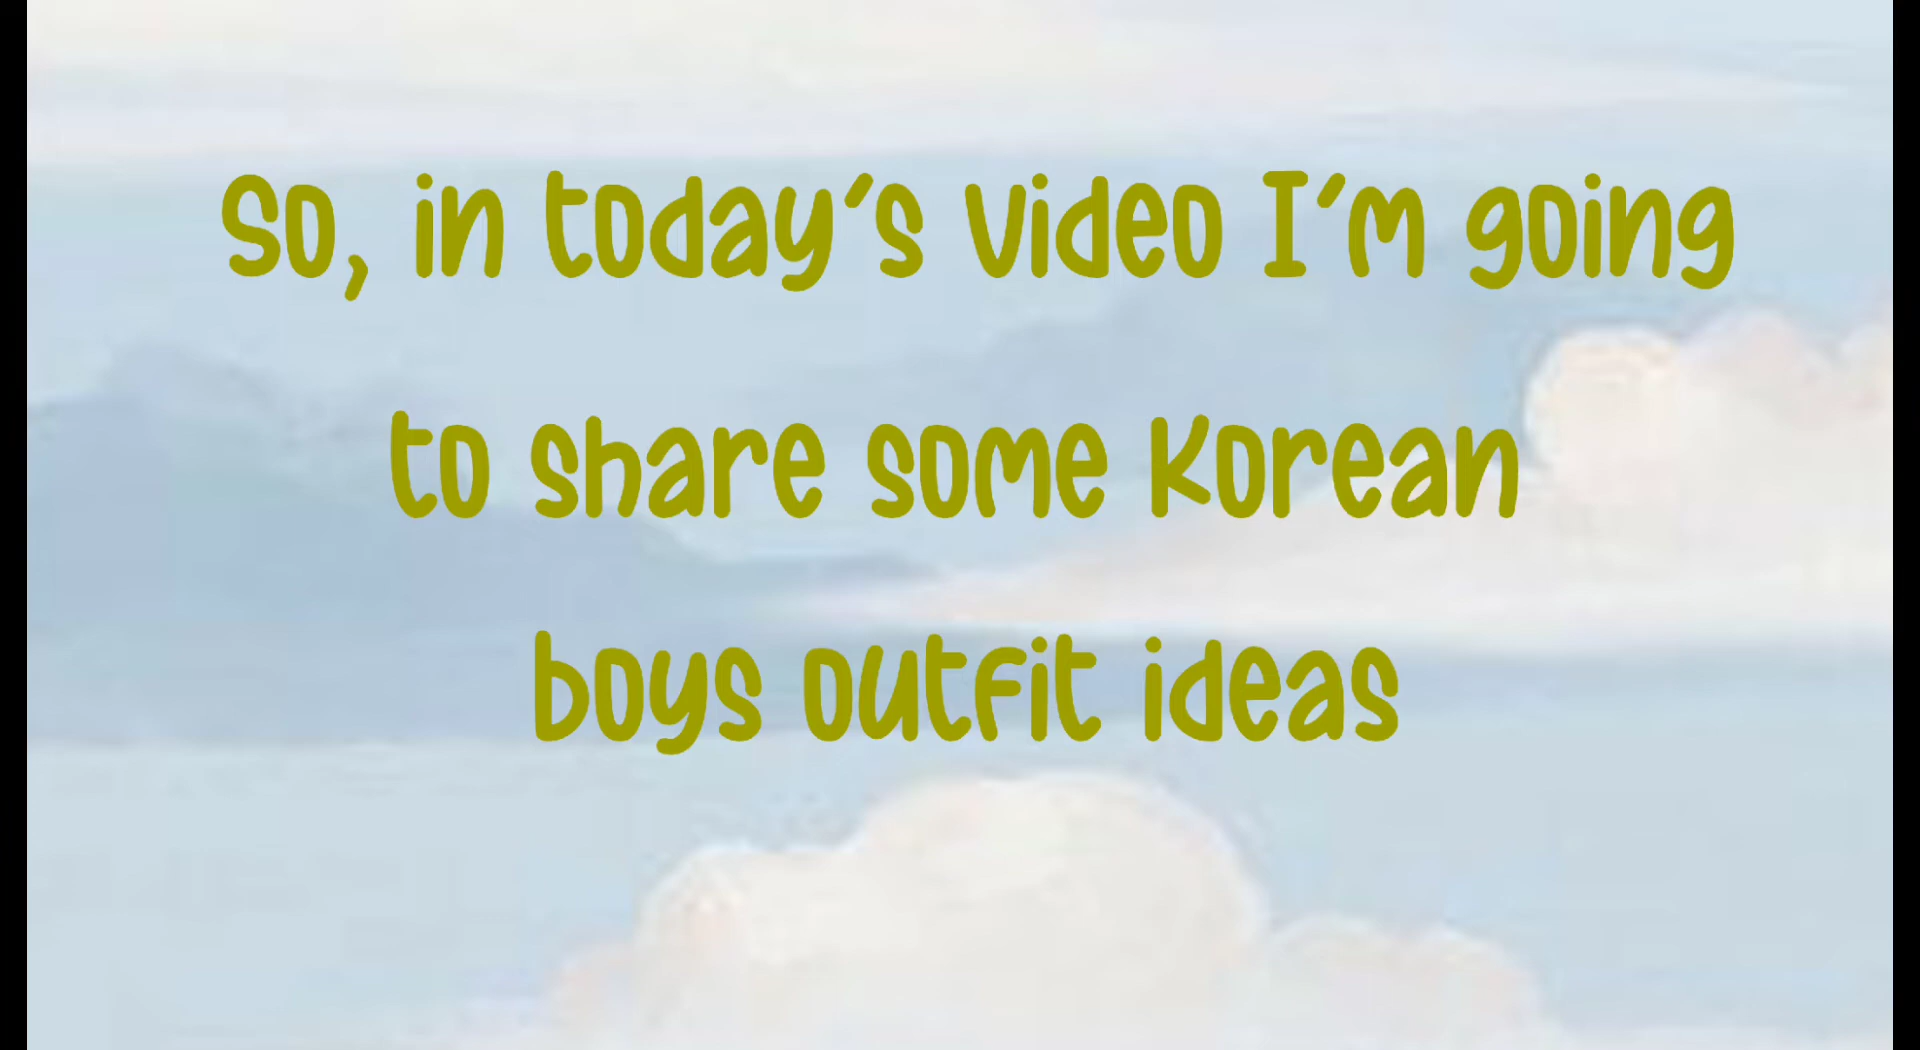 So, in today's video I'm going
to share some Korean
boys outfit ideas